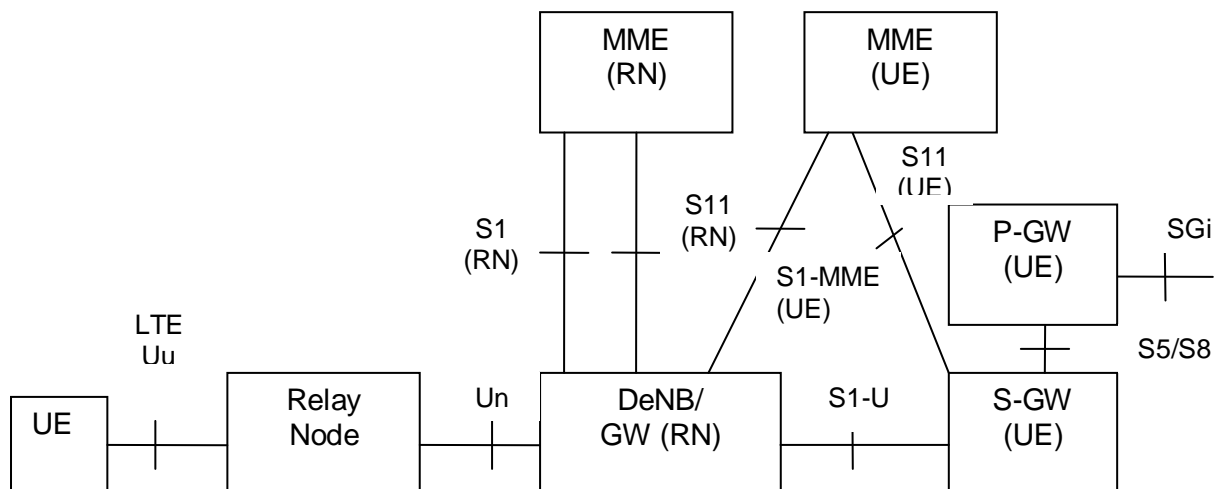 MME
(RN)
MME
(UE)
S11
(UE)
S11
(RN)
S1
(RN)
P-GW
(UE)
SGi
S1-MME
(UE)
LTE
Uu
S5/S8
UE
Relay
Node
Un
DeNB/
GW (RN)
S1-U
S-GW
(UE)